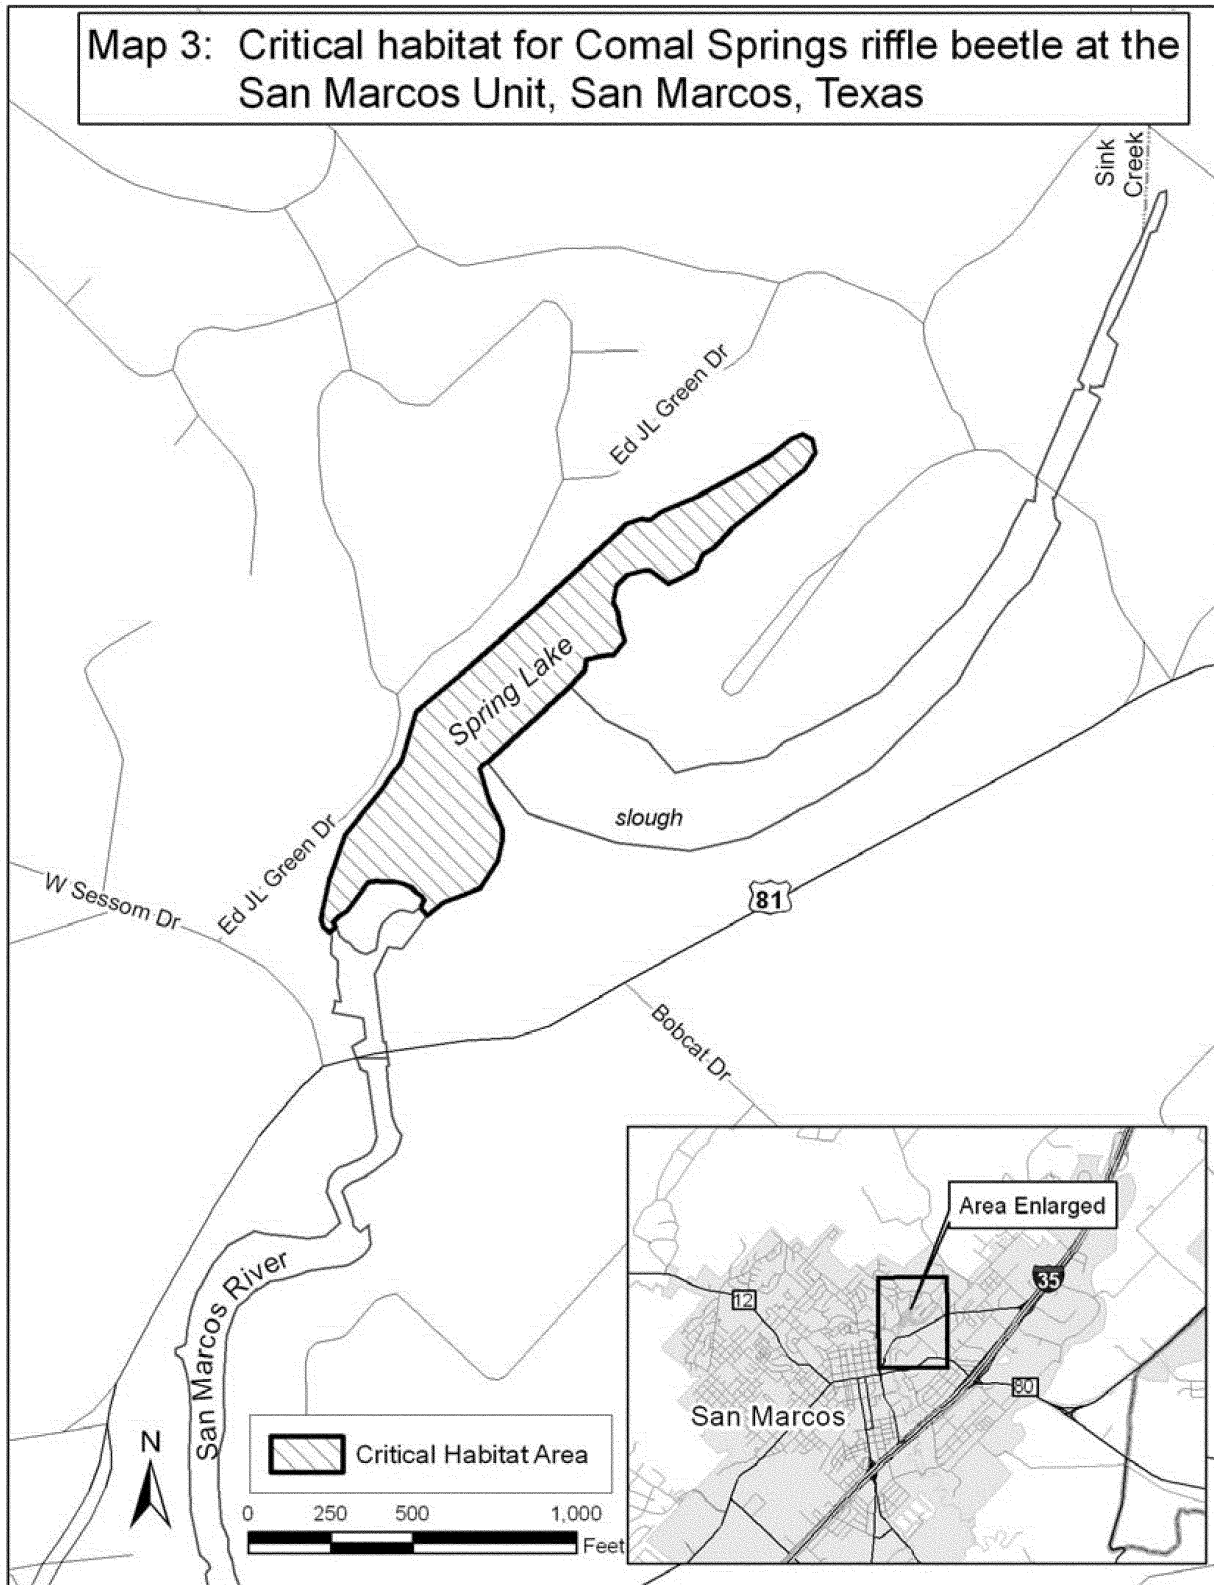 Map 3: Critical habitat for Comal Springs riffle beetle at the
San Marcos Unit, San Marcos, Texas
Sink
Creek
Ed JL Green Dr
Spring Lake
slough
Ed JL Green Dr
W Sessom Dr
81
Bobcat Dr
San Marcos River
Area Enlarged
35
12
80
San Marcos
N
Critical Habitat Area
0 250 500 1,000
Feet